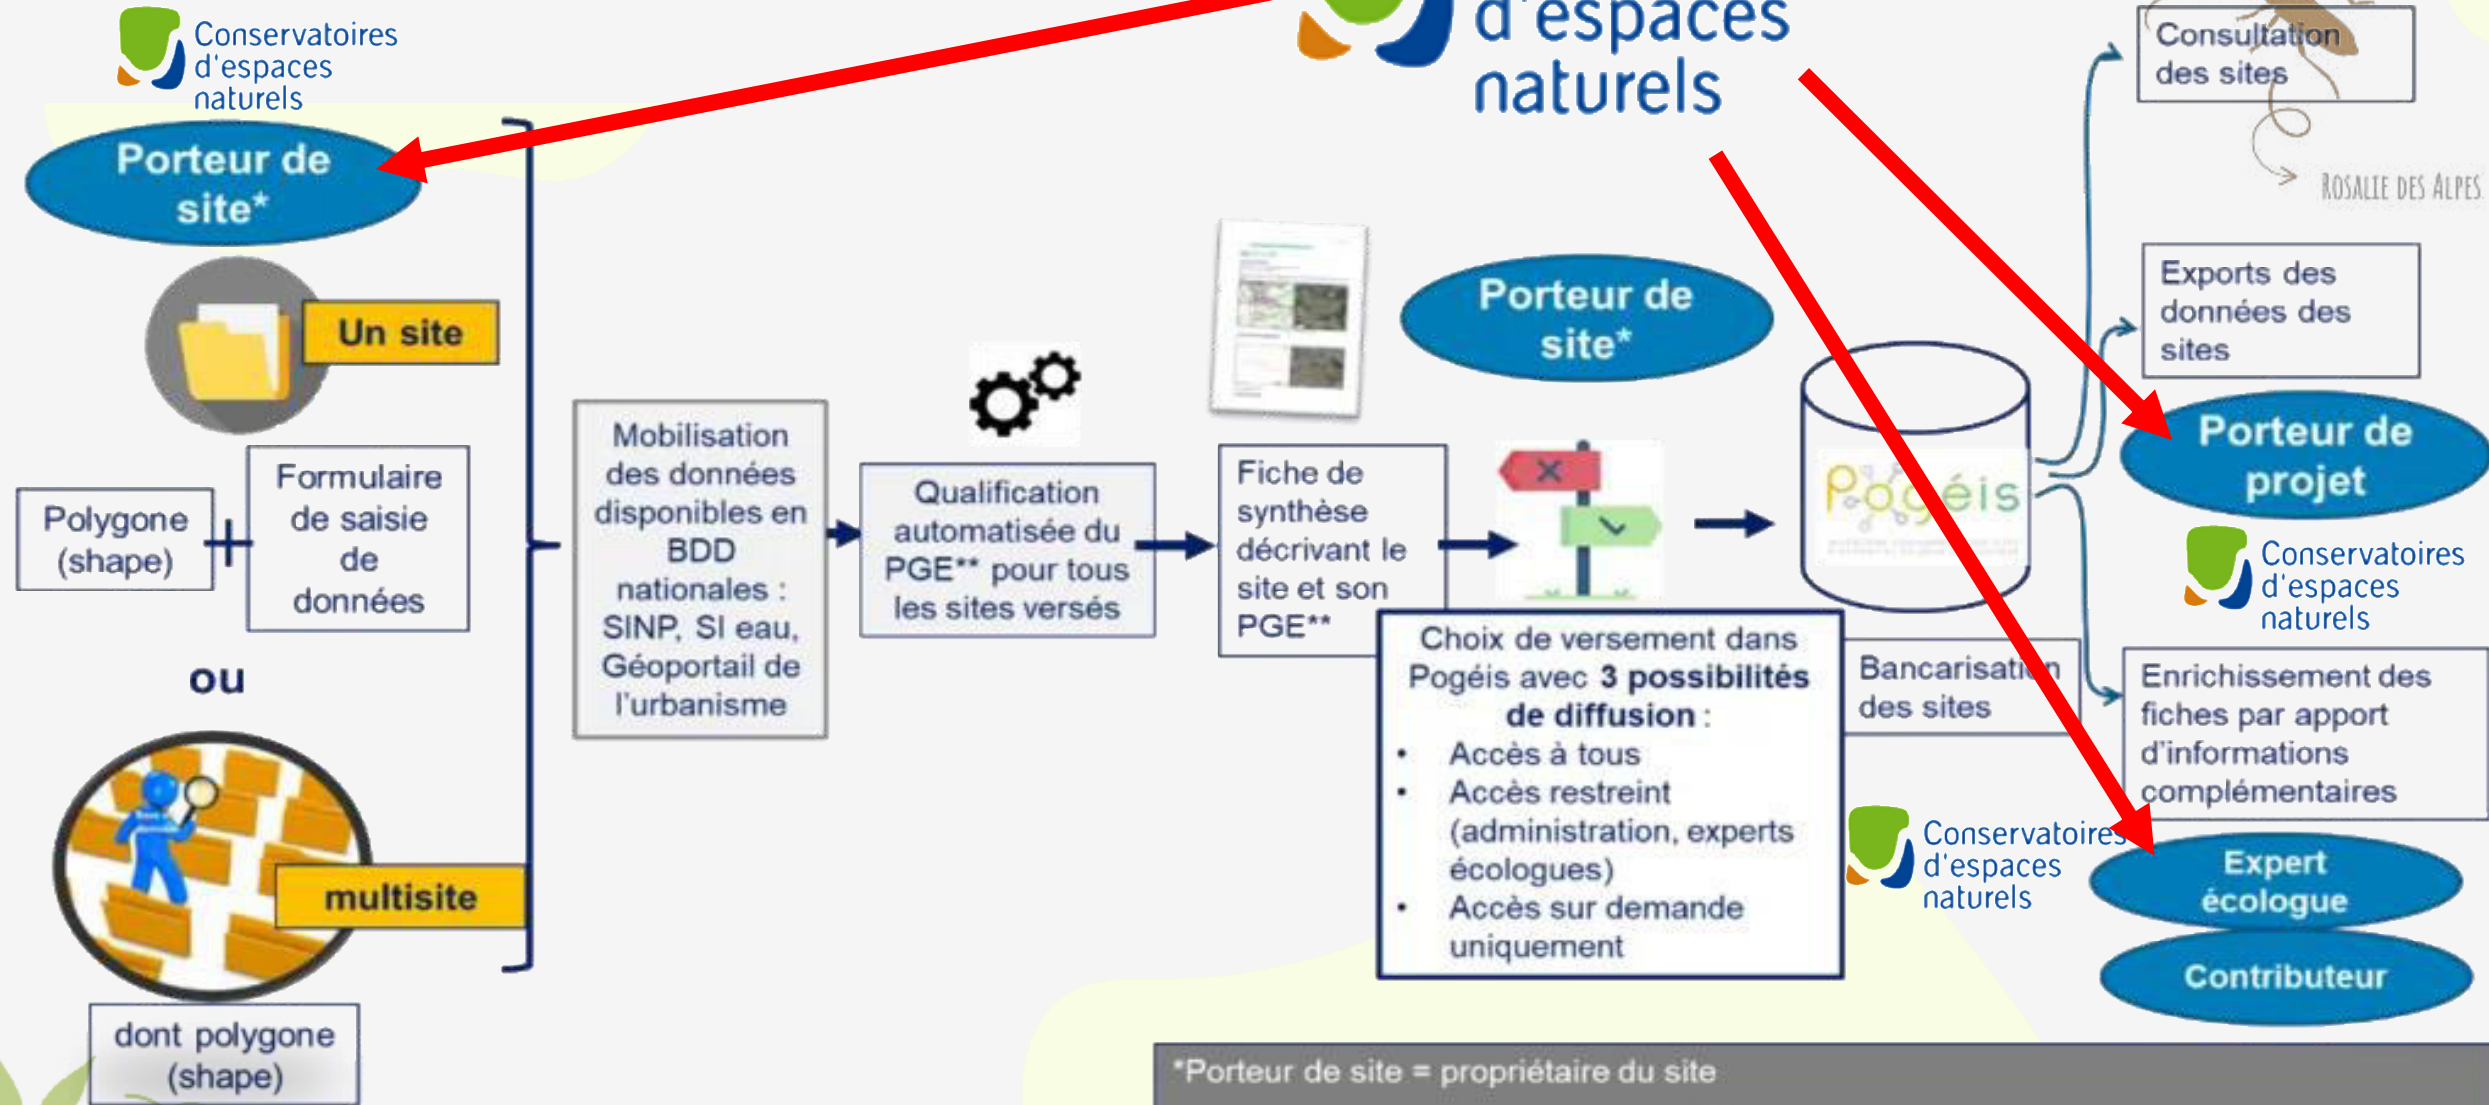 Conservatoires
d'espaces
naturels
d'espaces
naturels
Porteur de
site*
Un site
Polygone
(shape)
+
Formulaire
de saisie
de
données
ou
multisite
dont polygone
(shape)
Mobilisation
des données
disponibles en
BDD
nationales :
SINP, SI eau,
Géoportail de
l'urbanisme
Qualification
automatisée du
PGE** pour tous
les sites versés
Fiche de
synthèse
décrivant le
site et son
PGE**
Porteur de
site*
Choix de versement dans
Pogéis avec 3 possibilités
de diffusion :
• Accès à tous
• Accès restreint
(administration, experts
écologues)
• Accès sur demande
uniquement
Pogéis
Bancarisation
des sites
Consultation
des sites
Rosalie des Alpes
Exports des
données des
sites
Porteur de
projet
Conservatoires
d'espaces
naturels
Enrichissement des
fiches par apport
d'informations
complémentaires
Conservatoires
d'espaces
naturels
Expert
écologue
Contributeur
*Porteur de site = propriétaire du site